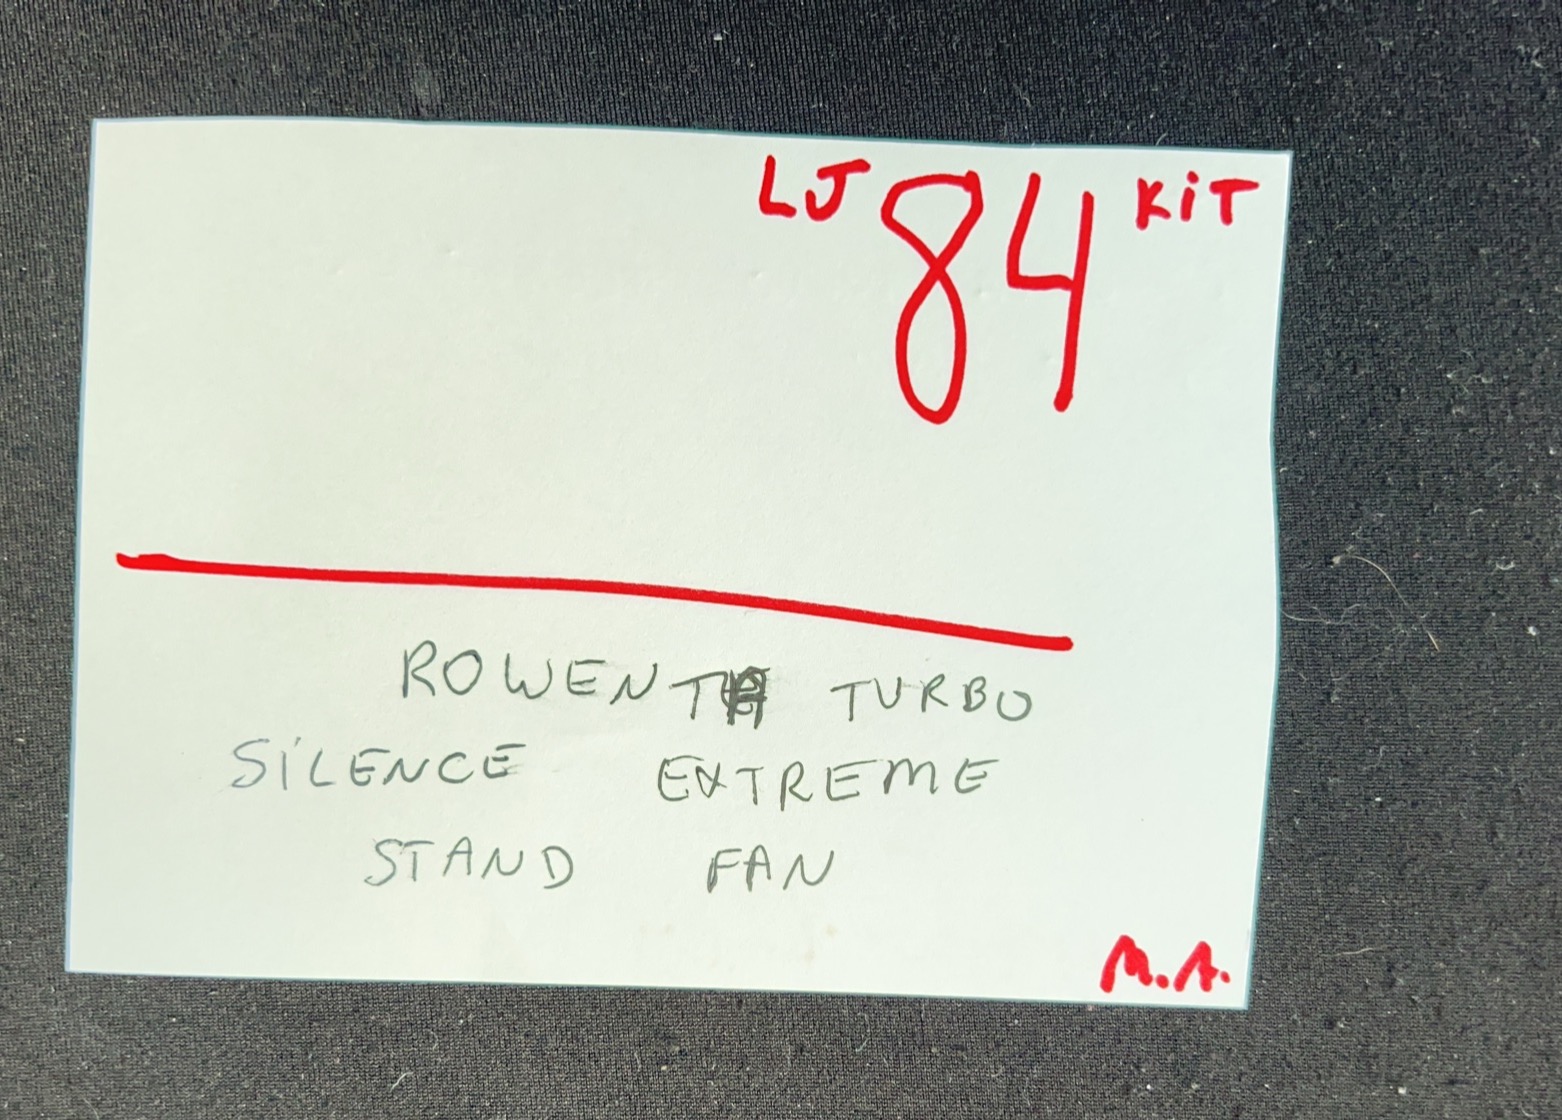 LJ 84 KiT
ROWENTA TURBO
SiLENCE EXTREME
STAND FAN
M.A.